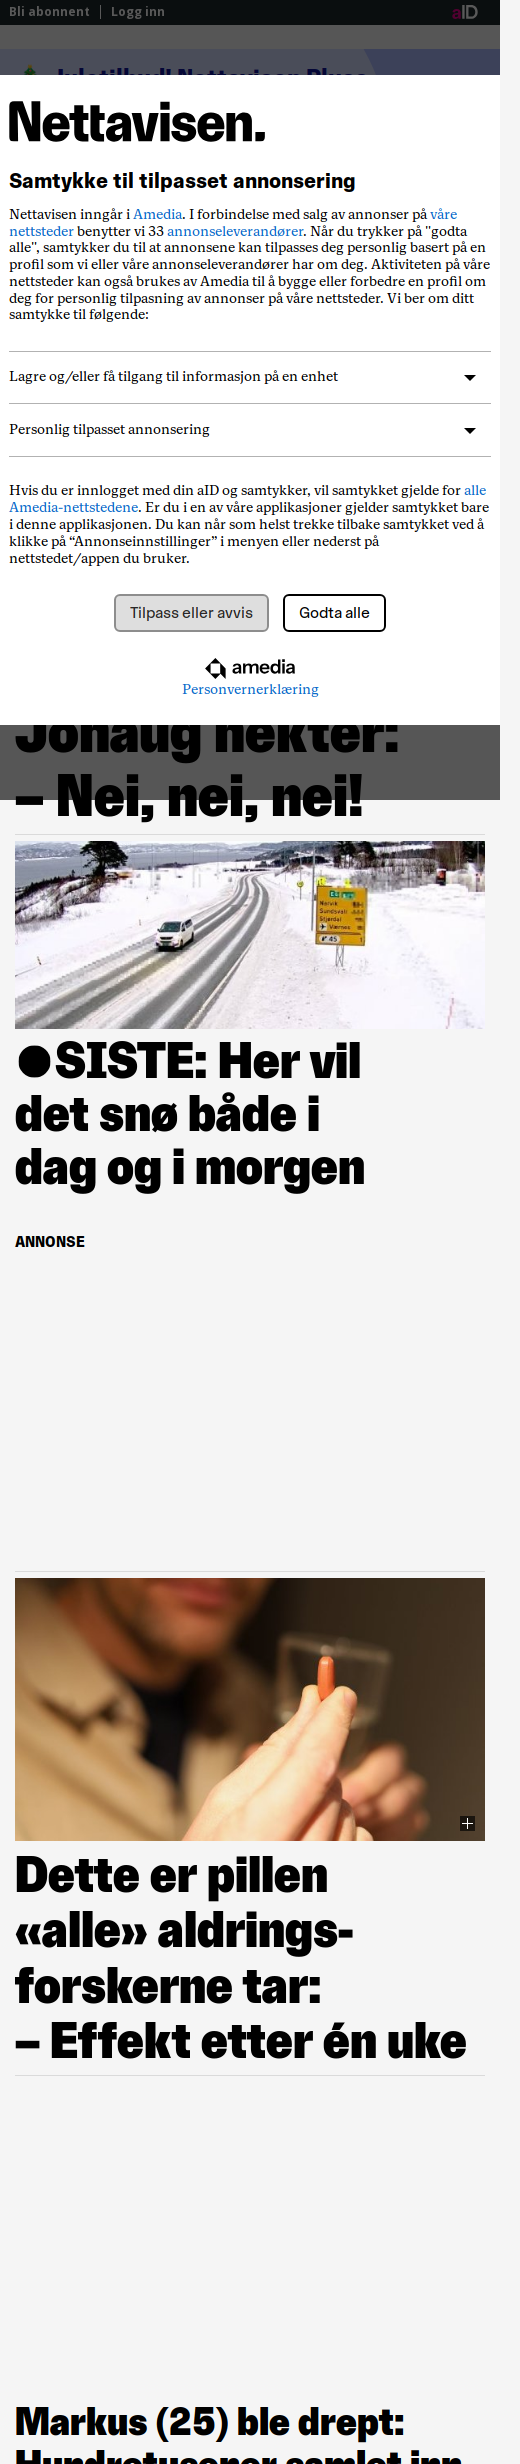 Bli abonnent | Logg inn aID
Nettavisen.
Samtykke til tilpasset annonsering
Nettavisen inngår i Amedia. I forbindelse med salg av annonser på våre
nettsteder benytter vi 33 annonseleverandører. Når du trykker på "godta
alle", samtykker du til at annonsene kan tilpasses deg personlig basert på en
profil som vi eller våre annonseleverandører har om deg. Aktiviteten på våre
nettsteder kan også brukes av Amedia til å bygge eller forbedre en profil om
deg for personlig tilpasning av annonser på våre nettsteder. Vi ber om ditt
samtykke til følgende:
Lagre og/eller få tilgang til informasjon på en enhet
Personlig tilpasset annonsering
Hvis du er innlogget med din aID og samtykker, vil samtykket gjelde for alle
Amedia-nettstedene. Er du i en av våre applikasjoner gjelder samtykket bare
i denne applikasjonen. Du kan når som helst trekke tilbake samtykket ved å
klikke på “Annonseinnstillinger” i menyen eller nederst på
nettstedet/appen du bruker.
Tilpass eller avvis
Godta alle
amedia
Personvernerklæring
Johaug nekter:
– Nei, nei, nei!
Narvik
Sundsvall
Stjørdal
Værnes
45
●SISTE: Her vil
det snø både i
dag og i morgen
ANNONSE
Dette er pillen
«alle» aldrings-
forskerne tar:
– Effekt etter én uke
Markus (25) ble drept: